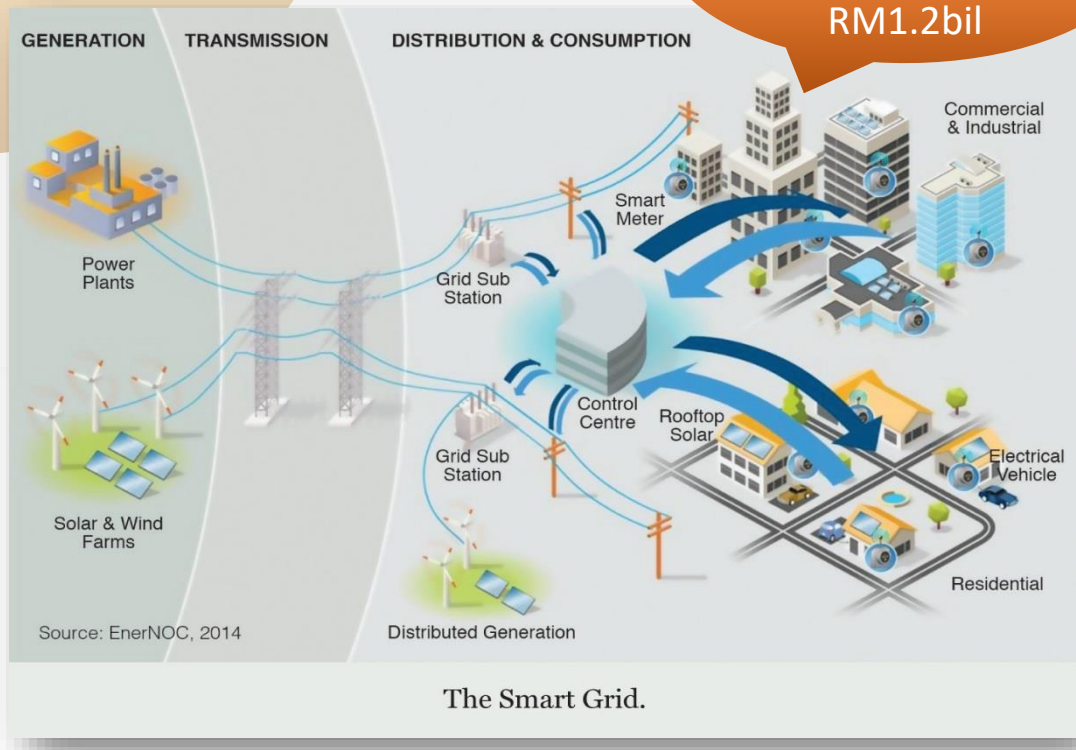 RM1.2bil
GENERATION
TRANSMISSION
DISTRIBUTION & CONSUMPTION
Commercial
& Industrial
Smart
Meter
Power
Plants
Grid Sub
Station
Control
Centre
Rooftop
Solar
Grid Sub
Station
Electrical
Vehicle
Solar & Wind
Farms
Residential
Distributed Generation
Source: EnerNOC, 2014
The Smart Grid.